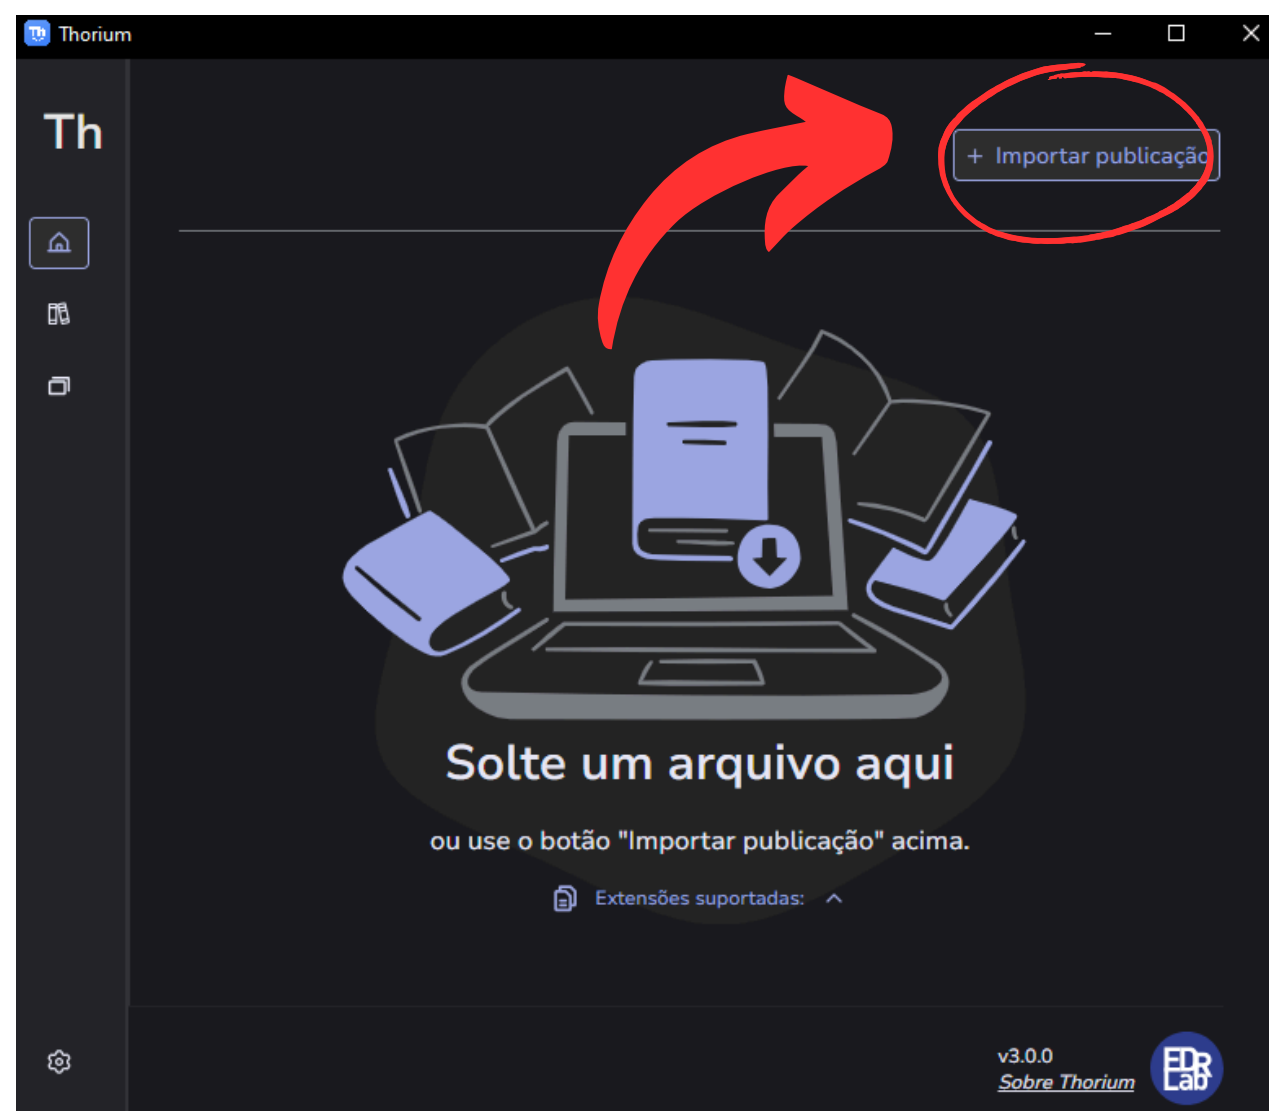 Thorium
Th
+ Importar publicação
Solte um arquivo aqui
ou use o botão "Importar publicação" acima.
Extensões suportadas:
v3.0.0
Sobre Thorium
EDR
Lab